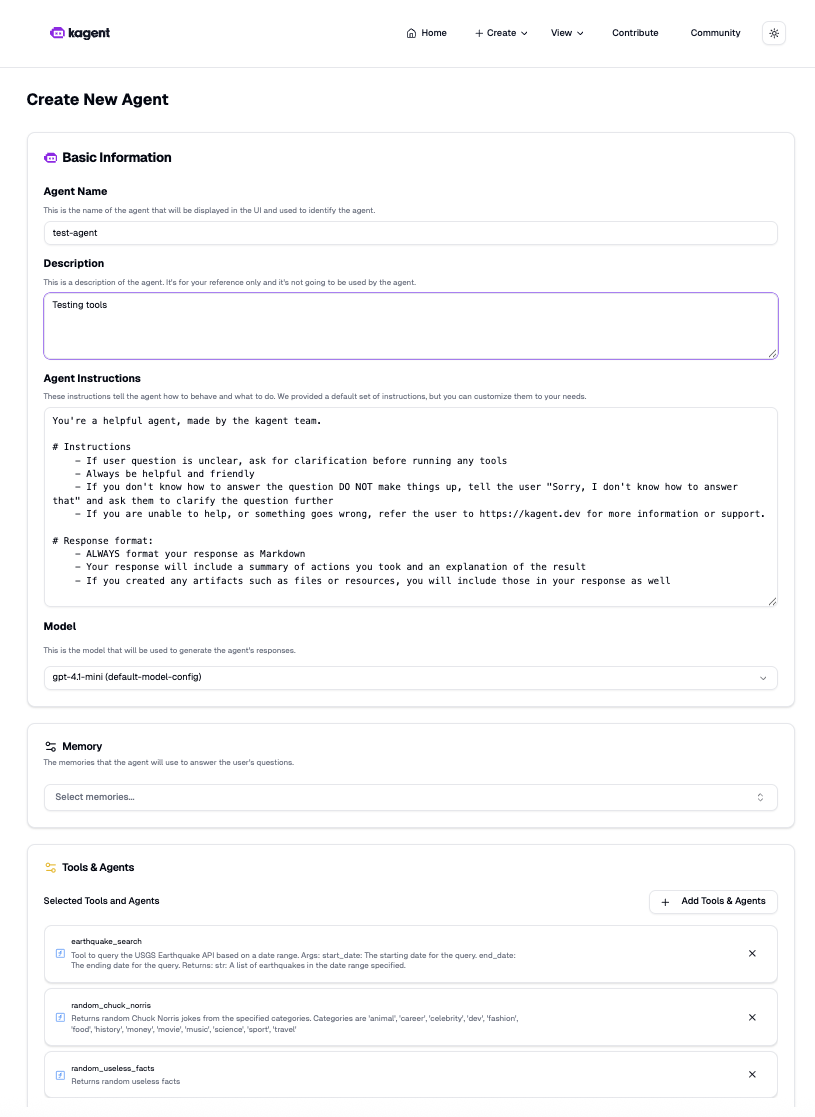 kagent
Home
Create
View
Contribute
Community
Create New Agent
Basic Information
Agent Name
This is the name of the agent that will be displayed in the UI and used to identify the agent.
test-agent
Description
This is a description of the agent. It's for your reference only and it's not going to be used by the agent.
Testing tools
Agent Instructions
These instructions tell the agent how to behave and what to do. We provided a default set of instructions, but you can customize them to your needs.
You're a helpful agent, made by the kagent team.
# Instructions
- If user question is unclear, ask for clarification before running any tools
- Always be helpful and friendly
- If you don't know how to answer the question DO NOT make things up, tell the user "Sorry, I don't know how to answer
that" and ask them to clarify the question further
- If you are unable to help, or something goes wrong, refer the user to https://kagent.dev for more information or support.
# Response format:
- ALWAYS format your response as Markdown
- Your response will include a summary of actions you took and an explanation of the result
- If you created any artifacts such as files or resources, you will include those in your response as well
Model
This is the model that will be used to generate the agent's responses.
gpt-4.1-mini (default-model-config)
Memory
The memories that the agent will use to answer the user's questions.
Select memories...
Tools & Agents
Selected Tools and Agents
+ Add Tools & Agents
earthquake_search
Tool to query the USGS Earthquake API based on a date range. Args: start_date: The starting date for the query. end_date:
The ending date for the query. Returns: str: A list of earthquakes in the date range specified.
random_chuck_norris
Returns random Chuck Norris jokes from the specified categories. Categories are 'animal', 'career', 'celebrity', 'dev', 'fashion',
'food', 'history', 'money', 'movie', 'music', 'science', 'sport', 'travel'
random_useless_facts
Returns random useless facts